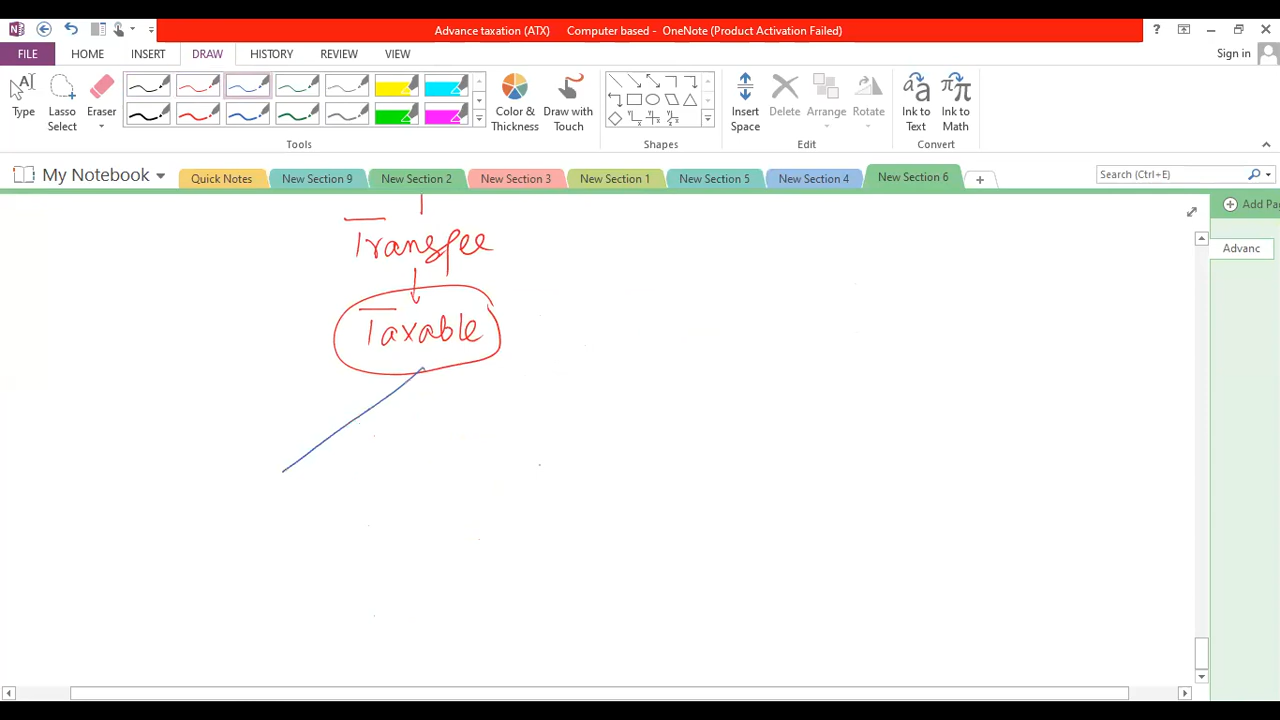 Advance taxation (ATX) Computer based - OneNote (Product Activation Failed)
FILE HOME INSERT DRAW HISTORY REVIEW VIEW Sign in
Type
Lasso Select
Eraser
Color & Thickness
Draw with Touch
Insert Space
Delete
Arrange
Rotate
Ink to Text
Ink to Math
Tools Shapes Edit Convert
My Notebook Quick Notes New Section 9 New Section 2 New Section 3 New Section 1 New Section 5 New Section 4 New Section 6 Search (Ctrl+E)
Add Pag
Advanc
Transfee
Taxable